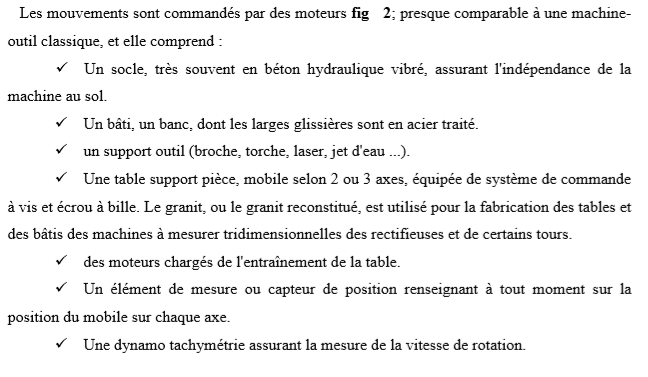 Les mouvements sont commandés par des moteurs fig 2; presque comparable à une machine-
outil classique, et elle comprend :
✓ Un socle, très souvent en béton hydraulique vibré, assurant l'indépendance de la
machine au sol.
✓ Un bâti, un banc, dont les larges glissières sont en acier traité.
✓ un support outil (broche, torche, laser, jet d'eau ...).
✓ Une table support pièce, mobile selon 2 ou 3 axes, équipée de système de commande
à vis et écrou à bille. Le granit, ou le granit reconstitué, est utilisé pour la fabrication des tables et
des bâtis des machines à mesurer tridimensionnelles des rectifieuses et de certains tours.
✓ des moteurs chargés de l'entraînement de la table.
✓ Un élément de mesure ou capteur de position renseignant à tout moment sur la
position du mobile sur chaque axe.
✓ Une dynamo tachymétrie assurant la mesure de la vitesse de rotation.